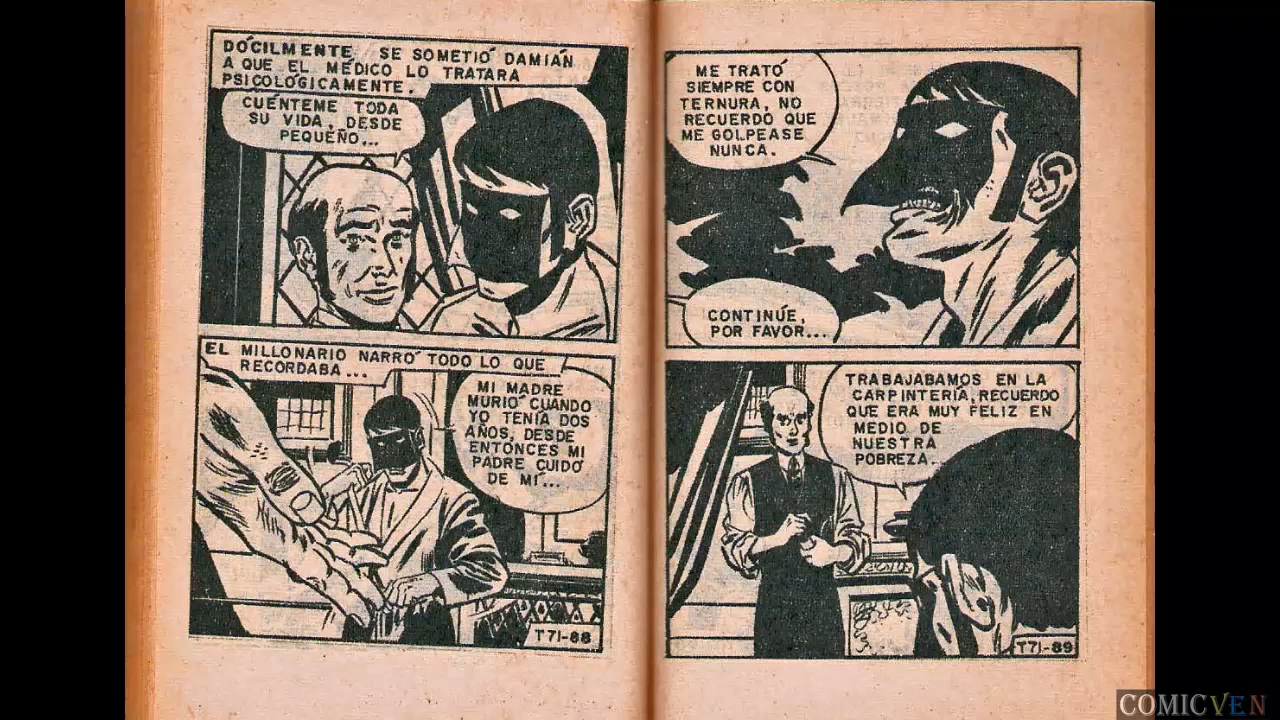 DÓCILMENTE SE SOMETIÓ DAMIÁN
A QUE EL MÉDICO LO TRATARA
PSICOLÓGICAMENTE.
CUÉNTEME TODA
SU VIDA, DESDE
PEQUEÑO...
EL MILLONARIO NARRÓ TODO LO QUE
RECORDABA...
MI MADRE
MURIÓ CUANDO
YO TENÍA DOS
AÑOS, DESDE
ENTONCES MI
PADRE CUIDÓ
DE MÍ...
T71-88
ME TRATÓ
SIEMPRE CON
TERNURA, NO
RECUERDO QUE
ME GOLPEASE
NUNCA.
CONTINÚE,
POR FAVOR...
TRABAJABAMOS EN LA
CARPINTERÍA, RECUERDO
QUE ERA MUY FELIZ EN
MEDIO DE
NUESTRA
POBREZA.
T71-89
COMICVEN